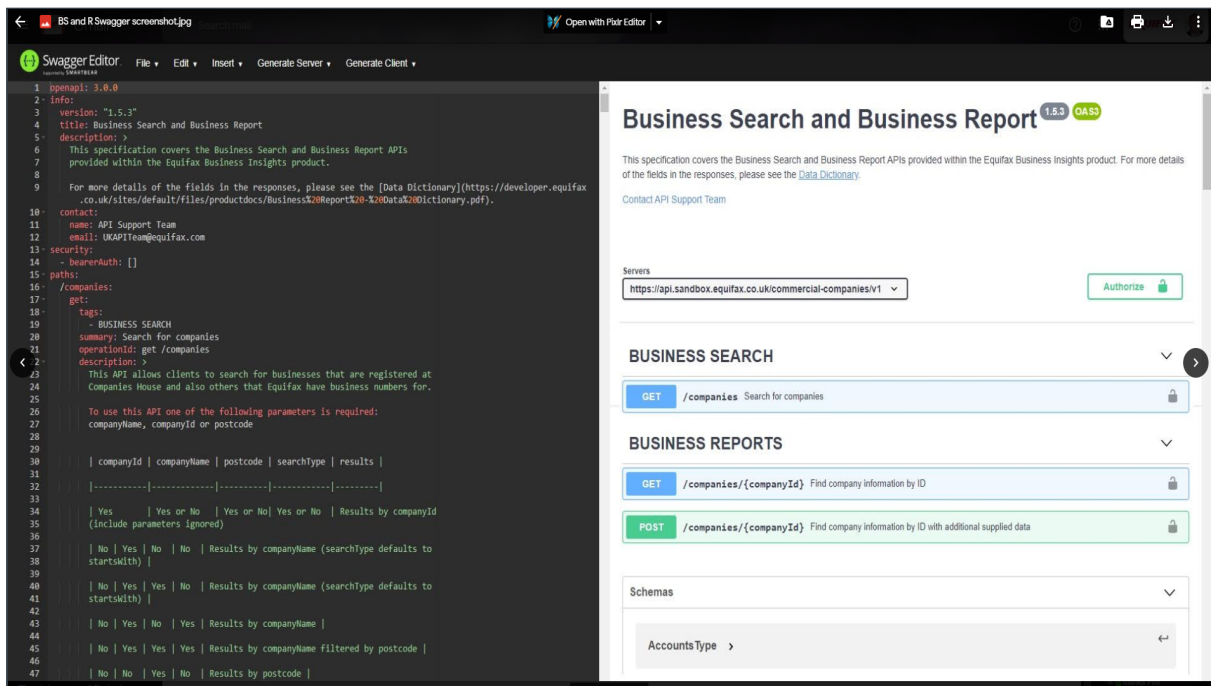 BS and R Swagger screenshot.jpg
Open with Pixlr Editor
Swagger Editor
Supported by SMARTBEAR
File
Edit
Insert
Generate Server
Generate Client
1 openapi: 3.0.0
2 info:
3 version: "1.5.3"
4 title: Business Search and Business Report
5 description: >
6 This specification covers the Business Search and Business Report APIs
7 provided within the Equifax Business Insights product.
8
9 For more details of the fields in the responses, please see the [Data Dictionary](https://developer.equifax
.co.uk/sites/default/files/productdocs/Business%20Report%20-%20Data%20Dictionary.pdf).
10 contact:
11 name: API Support Team
12 email: UKAPITeam@equifax.com
13 security:
14 - bearerAuth: []
15 paths:
16 /companies:
17 get:
18 tags:
19 - BUSINESS SEARCH
20 summary: Search for companies
21 operationId: get /companies
2 description: >
23 This API allows clients to search for businesses that are registered at
24 Companies House and also others that Equifax have business numbers for.
25
26 To use this API one of the following parameters is required:
27 companyName, companyId or postcode
28
29
30 | companyId | companyName | postcode | searchType | results |
31
32 |-----------|-------------|----------|------------|---------|
33
34 | Yes | Yes or No | Yes or No| Yes or No | Results by companyId
35 (include parameters ignored)
36
37 | No | Yes | No | No | Results by companyName (searchType defaults to
38 startsWith) |
39
40 | No | Yes | Yes | No | Results by companyName (searchType defaults to
41 startsWith) |
42
43 | No | Yes | No | Yes | Results by companyName |
44
45 | No | Yes | Yes | Yes | Results by companyName filtered by postcode |
46
47 | No | No | Yes | No | Results by postcode |
Business Search and Business Report 1.5.3 OAS3
This specification covers the Business Search and Business Report APIs provided within the Equifax Business Insights product. For more details
of the fields in the responses, please see the Data Dictionary.
Contact API Support Team
Servers
https://api.sandbox.equifax.co.uk/commercial-companies/v1
Authorize
BUSINESS SEARCH
GET /companies Search for companies
BUSINESS REPORTS
GET /companies/{companyId} Find company information by ID
POST /companies/{companyId} Find company information by ID with additional supplied data
Schemas
AccountsType